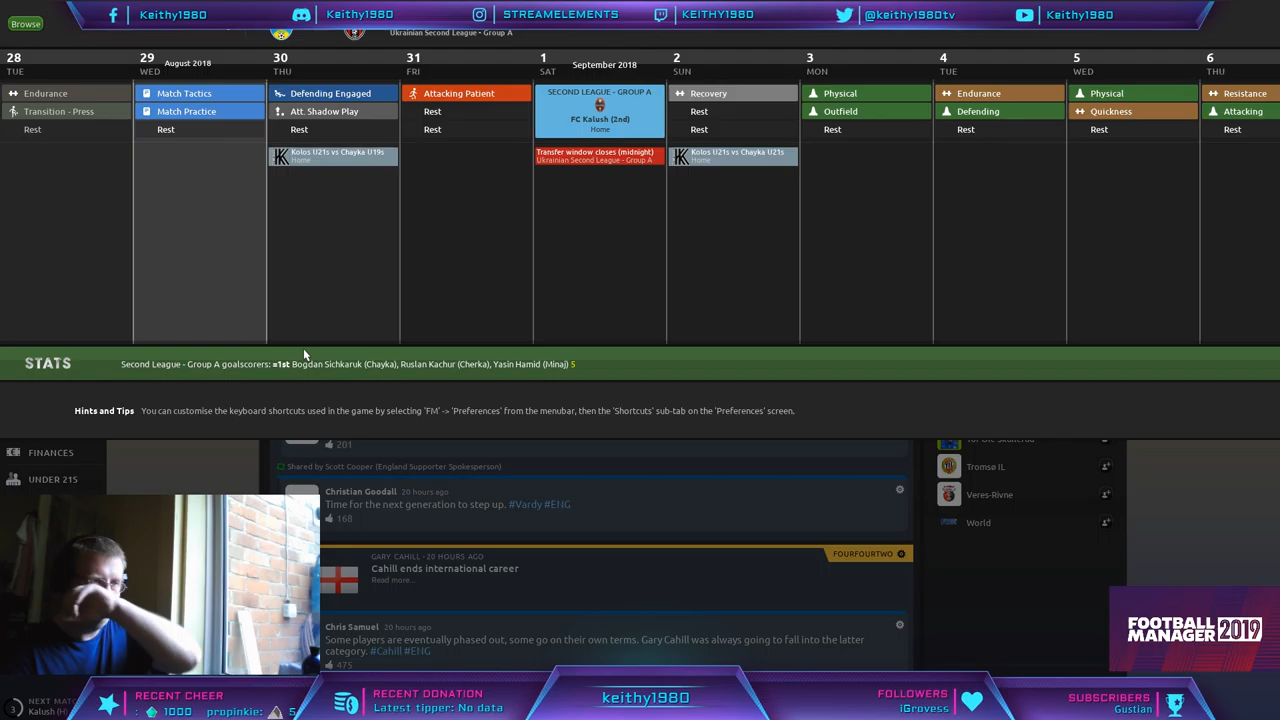 Browse
Keithy1980
Keithy1980
STREAMELEMENTS
KEITHY1980
@keithy1980tv
Keithy1980
Ukrainian Second League - Group A
28
TUE
29
WED
August 2018
30
THU
31
FRI
1
SAT
September 2018
2
SUN
3
MON
4
TUE
5
WED
6
THU
Endurance
Match Tactics
Defending Engaged
Attacking Patient
SECOND LEAGUE - GROUP A
FC Kalush (2nd)
Home
Recovery
Physical
Endurance
Physical
Resistance
Transition - Press
Match Practice
Att. Shadow Play
Rest
Rest
Outfield
Defending
Quickness
Attacking
Rest
Rest
Rest
Rest
Rest
Rest
Rest
Rest
Rest
Kolos U21s vs Chayka U19s
Home
Transfer window closes (midnight)
Ukrainian Second League - Group A
Kolos U21s vs Chayka U21s
Home
STATS
Second League - Group A goalscorers: =1st Bogdan Sichkaruk (Chayka), Ruslan Kachur (Cherka), Yasin Hamid (Minaj) 5
Hints and Tips
You can customise the keyboard shortcuts used in the game by selecting 'FM' -> 'Preferences' from the menubar, then the 'Shortcuts' sub-tab on the 'Preferences' screen.
FINANCES
UNDER 21S
201
Shared by Scott Cooper (England Supporter Spokesperson)
Christian Goodall 20 hours ago
Time for the next generation to step up. #Vardy #ENG
168
GARY CAHILL • 20 HOURS AGO
FOURFOURTWO
Cahill ends international career
Read more...
Chris Samuel 20 hours ago
Some players are eventually phased out, some go on their own terms. Gary Cahill was always going to fall into the latter
category. #Cahill #ENG
475
Tromsø IL
Veres-Rivne
World
FOOTBALL
MANAGER 2019
3
NEXT MATC
Kalush (H)
RECENT CHEER
: 1000 propinkie: 5
RECENT DONATION
Latest tipper: No data
keithy1980
FOLLOWERS
iGrovess
SUBSCRIBERS
Gustian